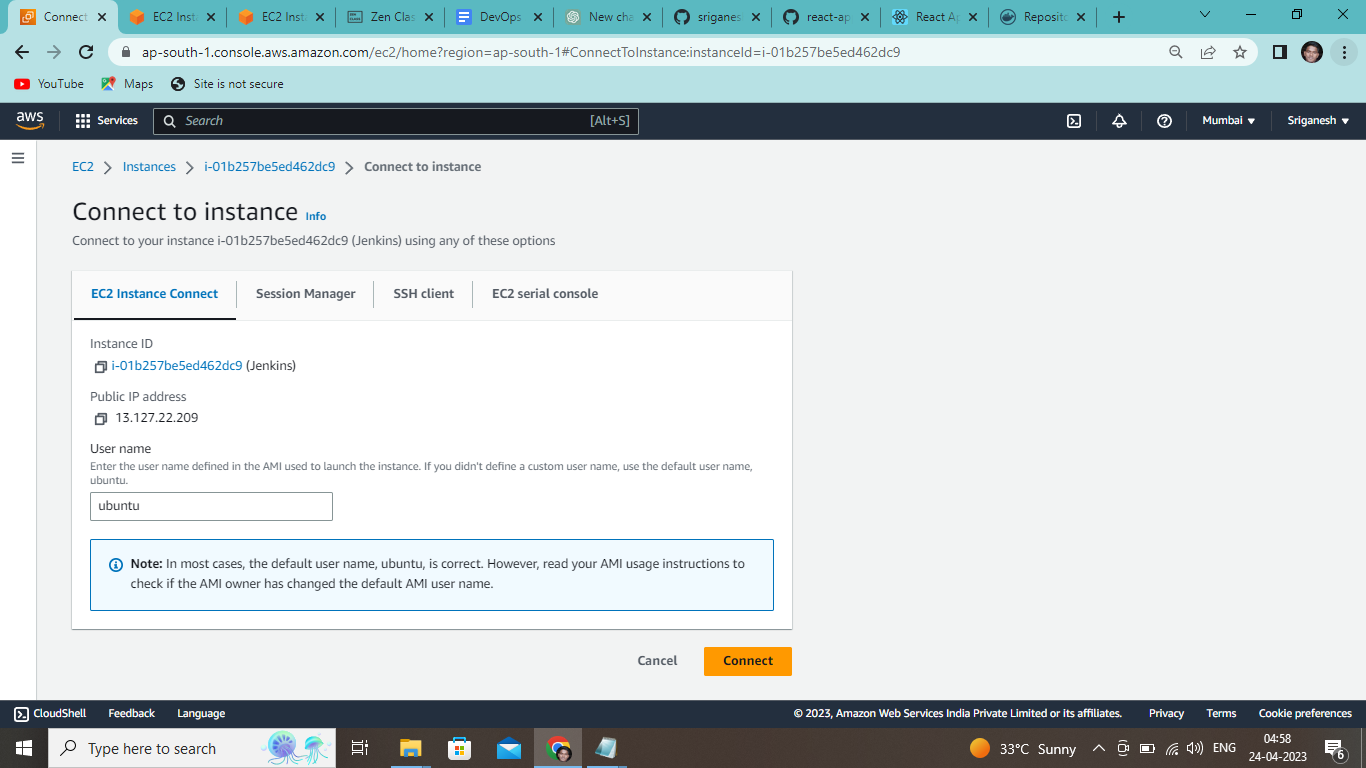 Connect
EC2 Inst
EC2 Inst
Zen Clas
DevOps
New cha
sriganes
react-ap
React Ap
Reposito
ap-south-1.console.aws.amazon.com/ec2/home?region=ap-south-1#ConnectToInstance:instanceId=i-01b257be5ed462dc9
YouTube
Maps
Site is not secure
aws
Services
Search
[Alt+S]
Mumbai
Sriganesh
EC2
Instances
i-01b257be5ed462dc9
Connect to instance
Connect to instance Info
Connect to your instance i-01b257be5ed462dc9 (Jenkins) using any of these options
EC2 Instance Connect
Session Manager
SSH client
EC2 serial console
Instance ID
i-01b257be5ed462dc9 (Jenkins)
Public IP address
13.127.22.209
User name
Enter the user name defined in the AMI used to launch the instance. If you didn't define a custom user name, use the default user name,
ubuntu.
ubuntu
Note: In most cases, the default user name, ubuntu, is correct. However, read your AMI usage instructions to
check if the AMI owner has changed the default AMI user name.
Cancel
Connect
CloudShell
Feedback
Language
© 2023, Amazon Web Services India Private Limited or its affiliates.
Privacy
Terms
Cookie preferences
Type here to search
33°C Sunny
ENG
04:58
24-04-2023
6